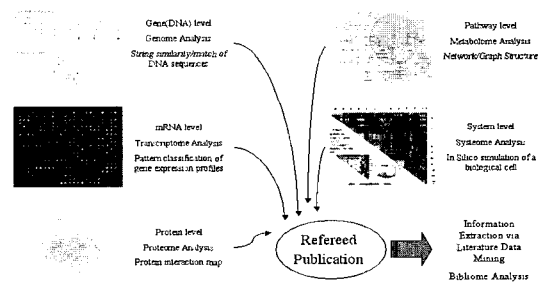 Gene(DNA) level
Genome Analysis
String similarity/match of
DNA sequences
mRNA level
Transcriptome Analysis
Pattern classification of
gene expression profiles
Protein level
Proteome Analysis
Protein interaction map
Pathway level
Metabolome Analysis
Network/Graph Structure
System level
Systeome Analysis
In Silico simulation of a
biological cell
Refereed
Publication
Information
Extraction via
Literature Data
Mining
Bibliome Analysis